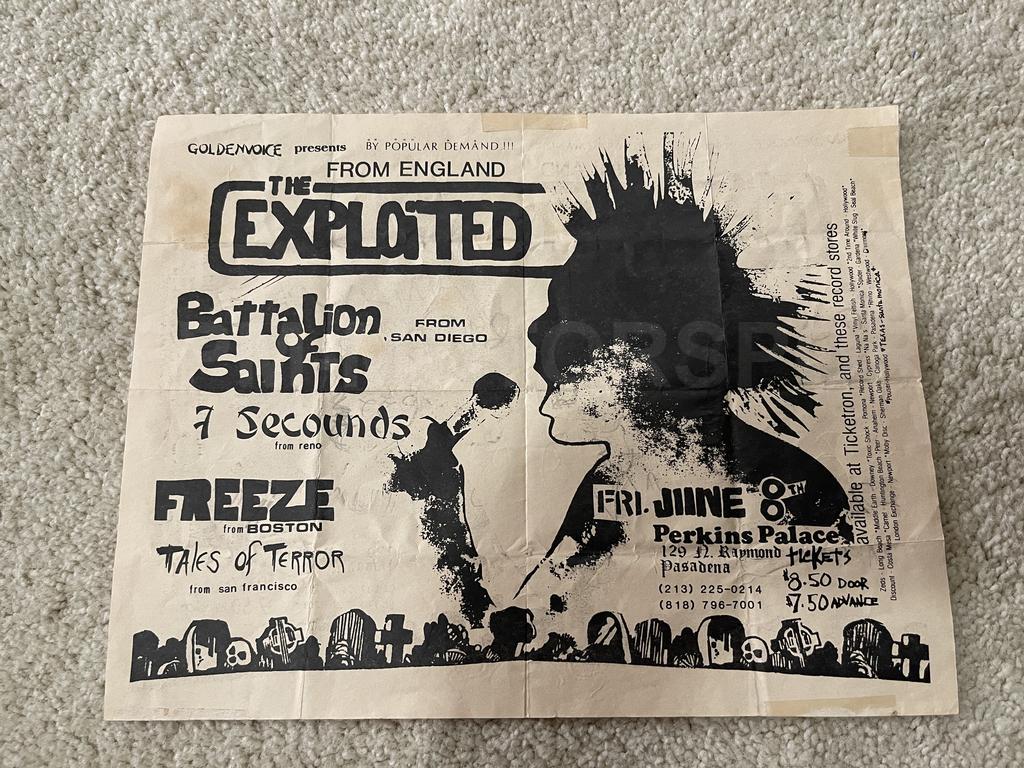 GOLDENVOICE presents BY POPULAR DEMAND !!!
FROM ENGLAND
THE
EXPLOITED
Battalion
of
Saints
FROM
SAN DIEGO
7 Secounds
from reno
FREEZE
from BOSTON
TALES OF TERROR
from san francisco
FRI. JUNE 8TH
Perkins Palace
129 N. Raymond
Pasadena
(213) 225-0214
(818) 796-7001
TICKETS
$8.50 DOOR
$7.50 ADVANCE
available at Ticketron, and these record stores